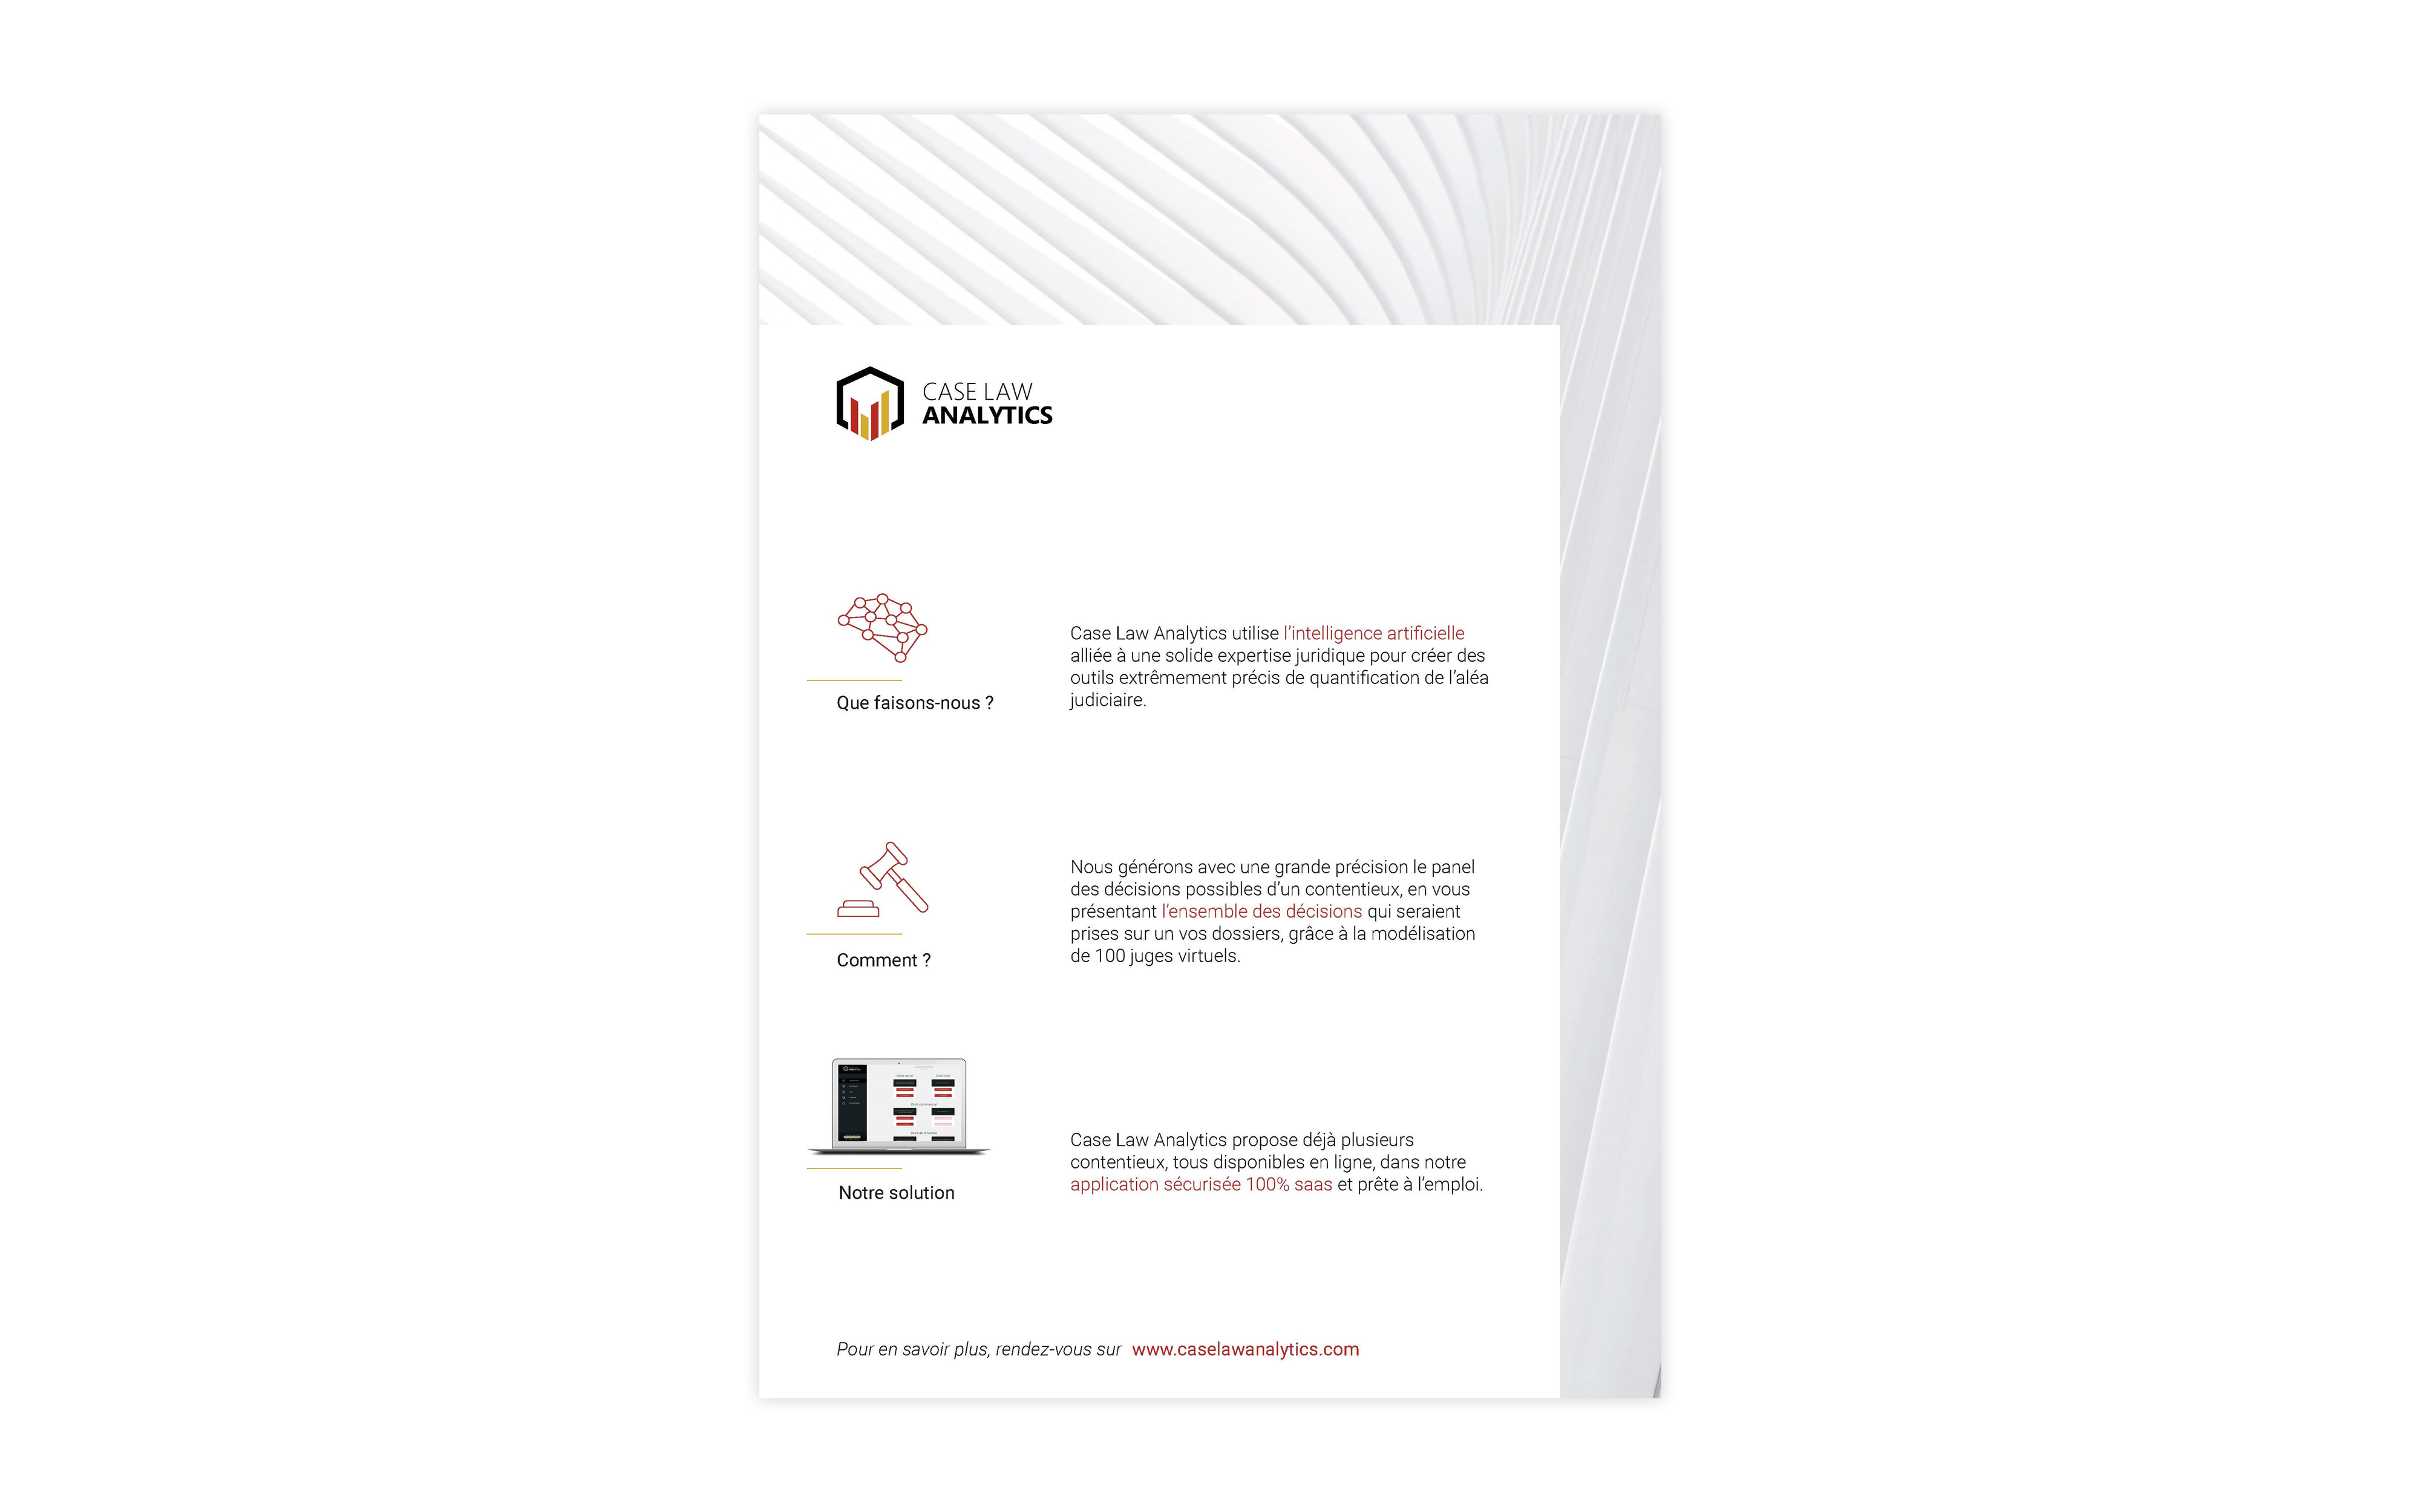 CASE LAW
ANALYTICS
Case Law Analytics utilise l'intelligence artificielle
alliée à une solide expertise juridique pour créer des
outils extrêmement précis de quantification de l'aléa
judiciaire.
Que faisons-nous ?
Nous générons avec une grande précision le panel
des décisions possibles d'un contentieux, en vous
présentant l'ensemble des décisions qui seraient
prises sur un vos dossiers, grâce à la modélisation
de 100 juges virtuels.
Comment ?
Case Law Analytics propose déjà plusieurs
contentieux, tous disponibles en ligne, dans notre
application sécurisée 100% saas et prête à l'emploi.
Notre solution
Pour en savoir plus, rendez-vous sur www.caselawanalytics.com